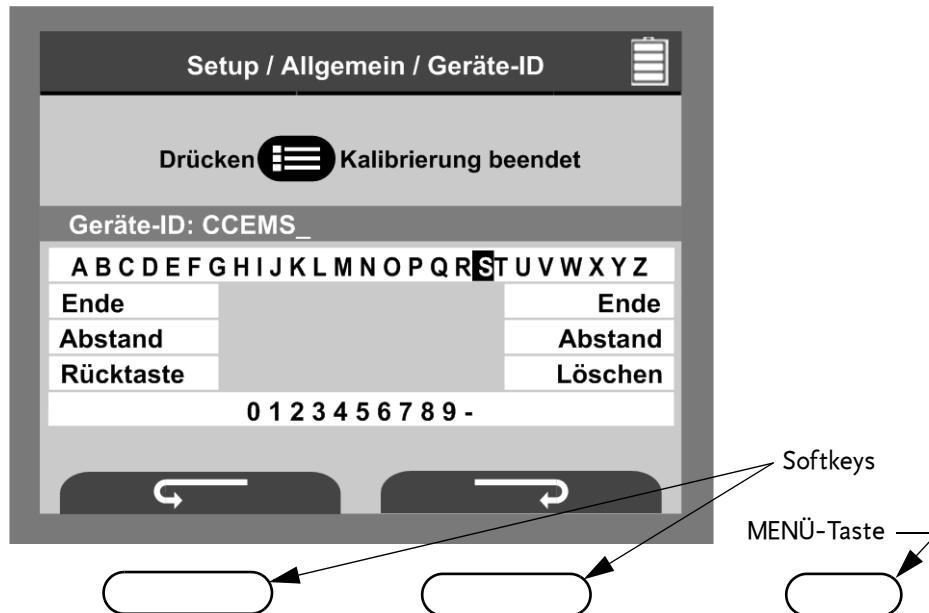 Setup / Allgemein / Geräte-ID
Drücken Kalibrierung beendet
Geräte-ID: CCEMS_
A B C D E F G H I J K L M N O P Q R S T U V W X Y Z
Ende Ende
Abstand Abstand
Rücktaste Löschen
0 1 2 3 4 5 6 7 8 9 -
Softkeys
MENÜ-Taste